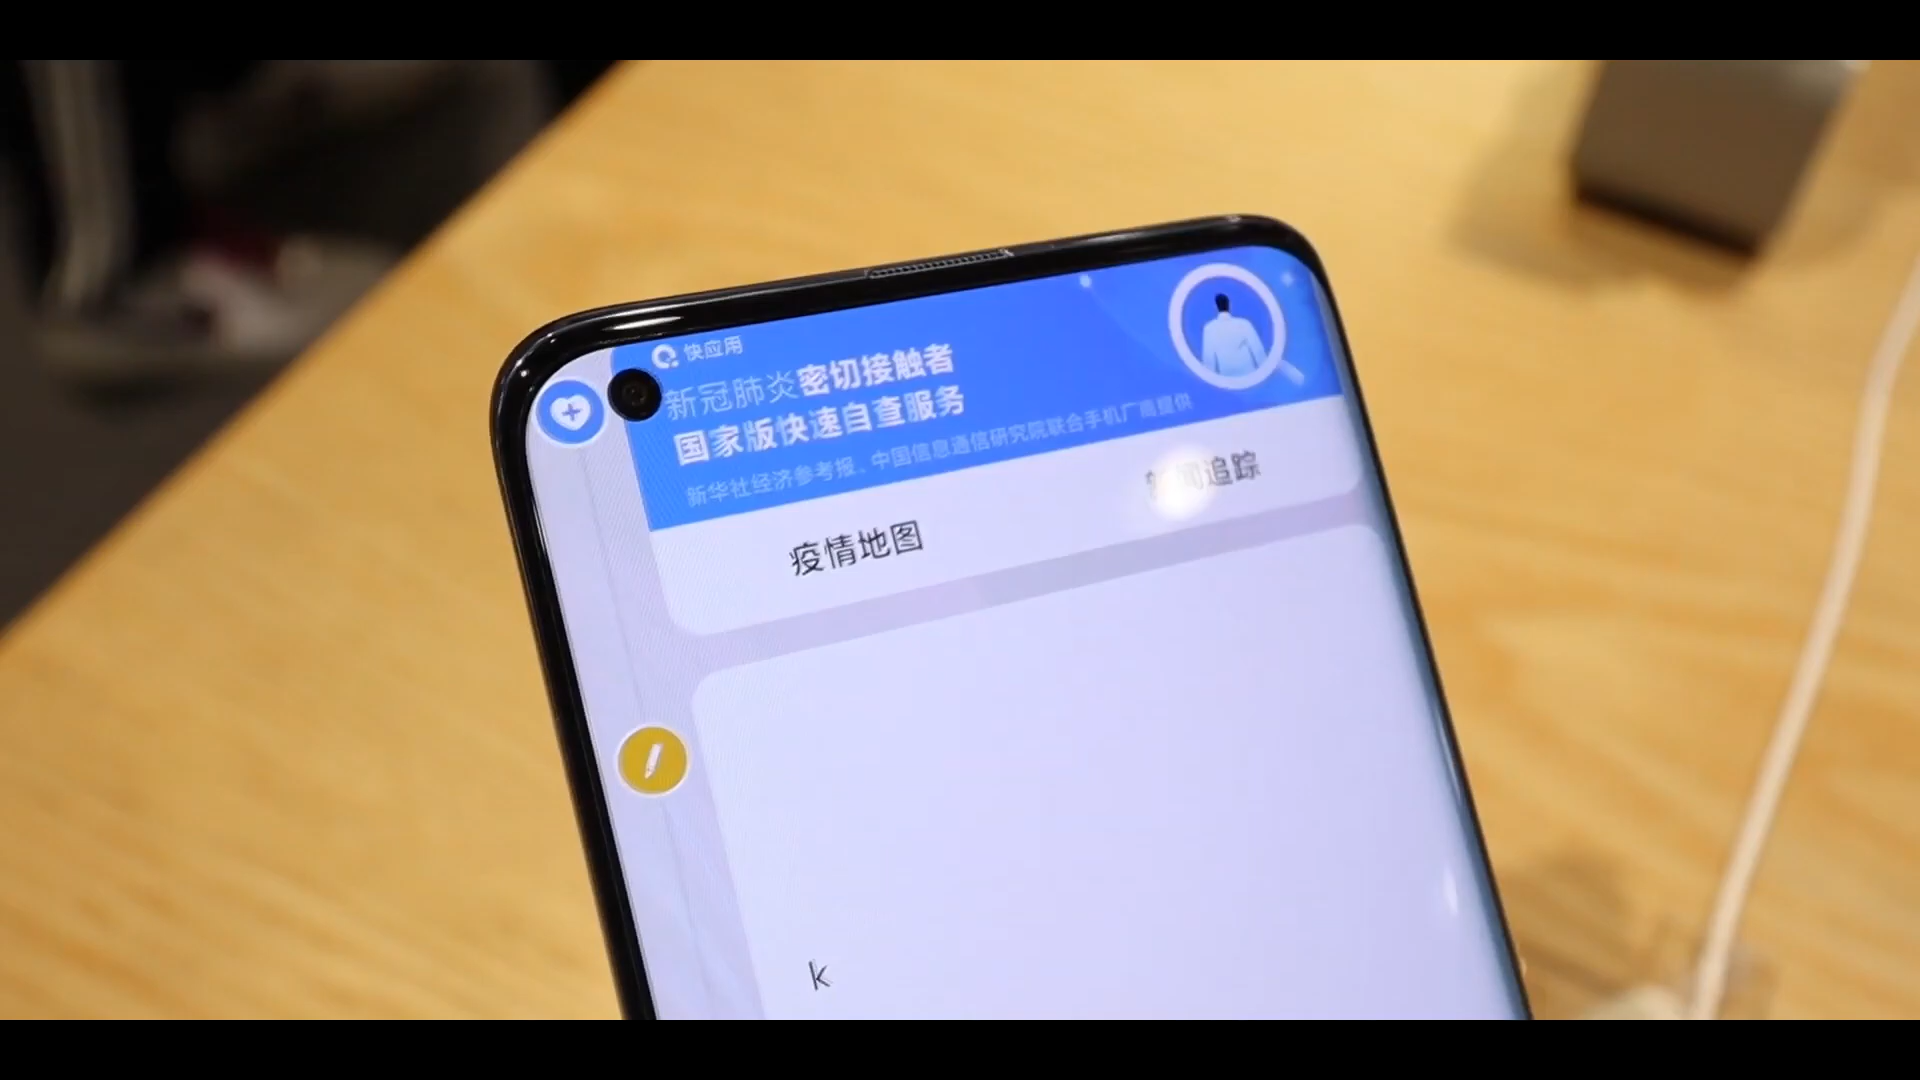 快应用
新冠肺炎密切接触者
国家版快速自查服务
新华社经济参考报、中国信息通信研究院联合手机厂商提供
追踪
疫情地图
k